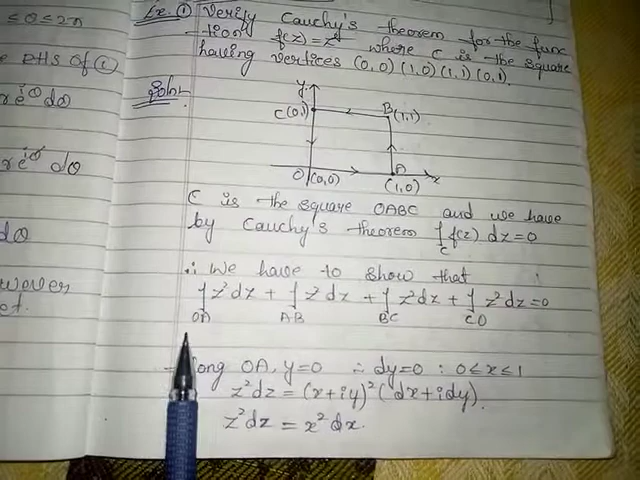 ≤ θ ≤ 2π
e RHS of ①
re^iθ dθ
re^iθ dθ
dθ
Ex. ① Verify Cauchy's theorem for the func
-tion f(z)=z² where C is the square
having vertices (0,0) (1,0) (1,1) (0,1).
Soln
y
C(0,1) B(1,1)
O (0,0) A x
(1,0)
C is the square OABC and we have
by Cauchy's theorem ∫_C f(z) dz = 0
∴ We have to show that
∫_OA z² dz + ∫_AB z² dz + ∫_BC z² dz + ∫_CO z² dz = 0
Along OA, y=0 ∴ dy=0 : 0≤x≤1
z² dz = (x+iy)² (dx+idy).
z² dz = x² dx.